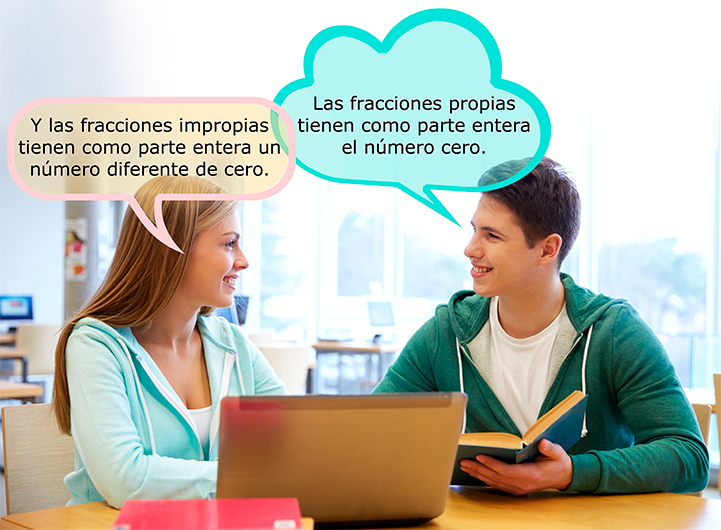 Las fracciones propias
tienen como parte entera
el número cero.
Y las fracciones impropias
tienen como parte entera un
número diferente de cero.